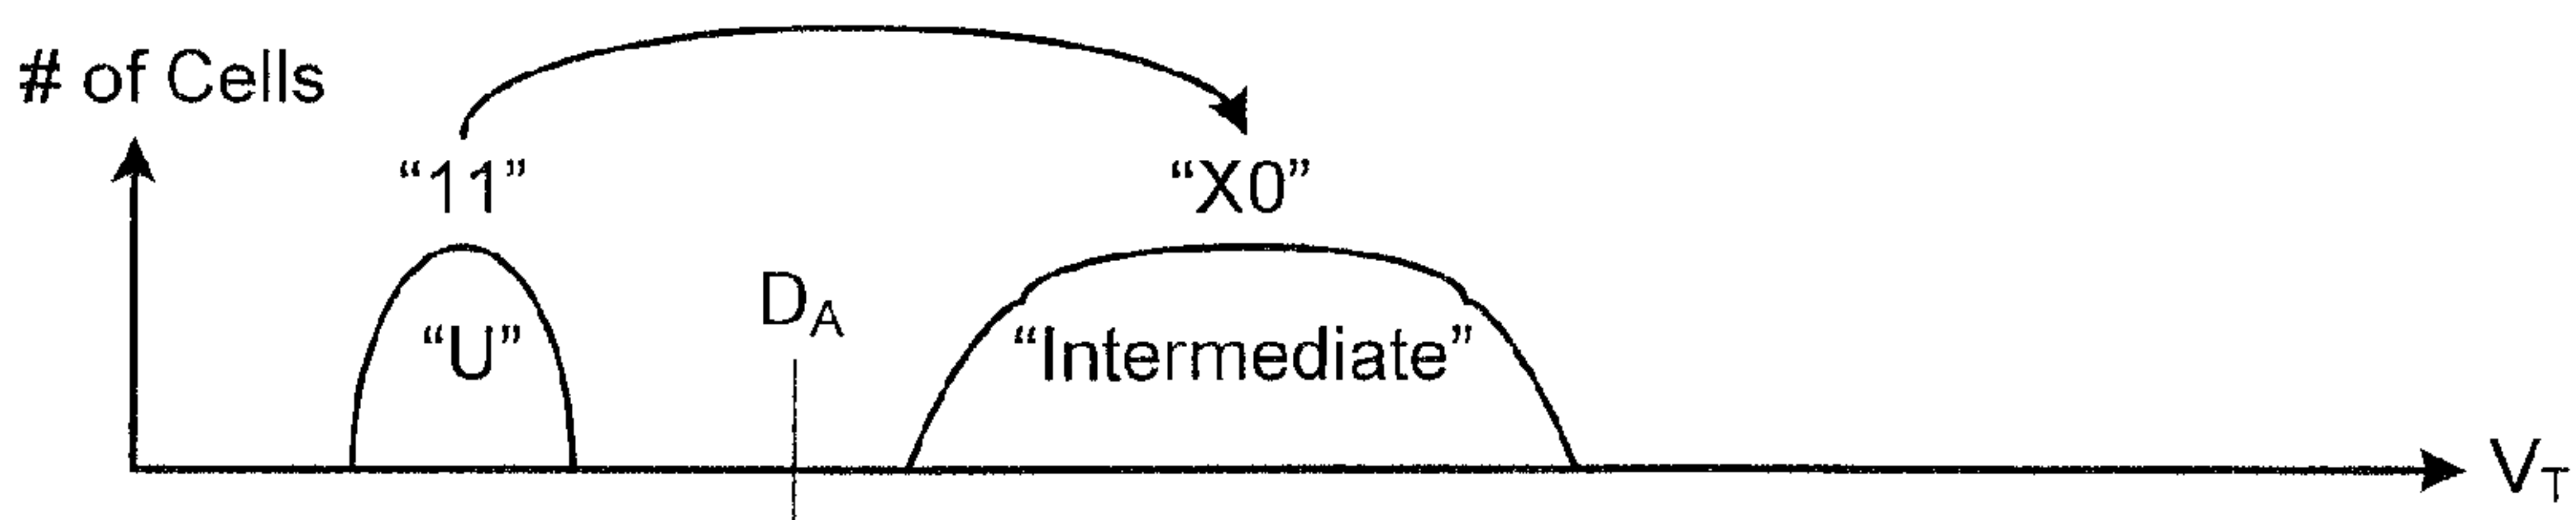 # of Cells
“11”
“X0”
D_A
“U”
“Intermediate”
V_T